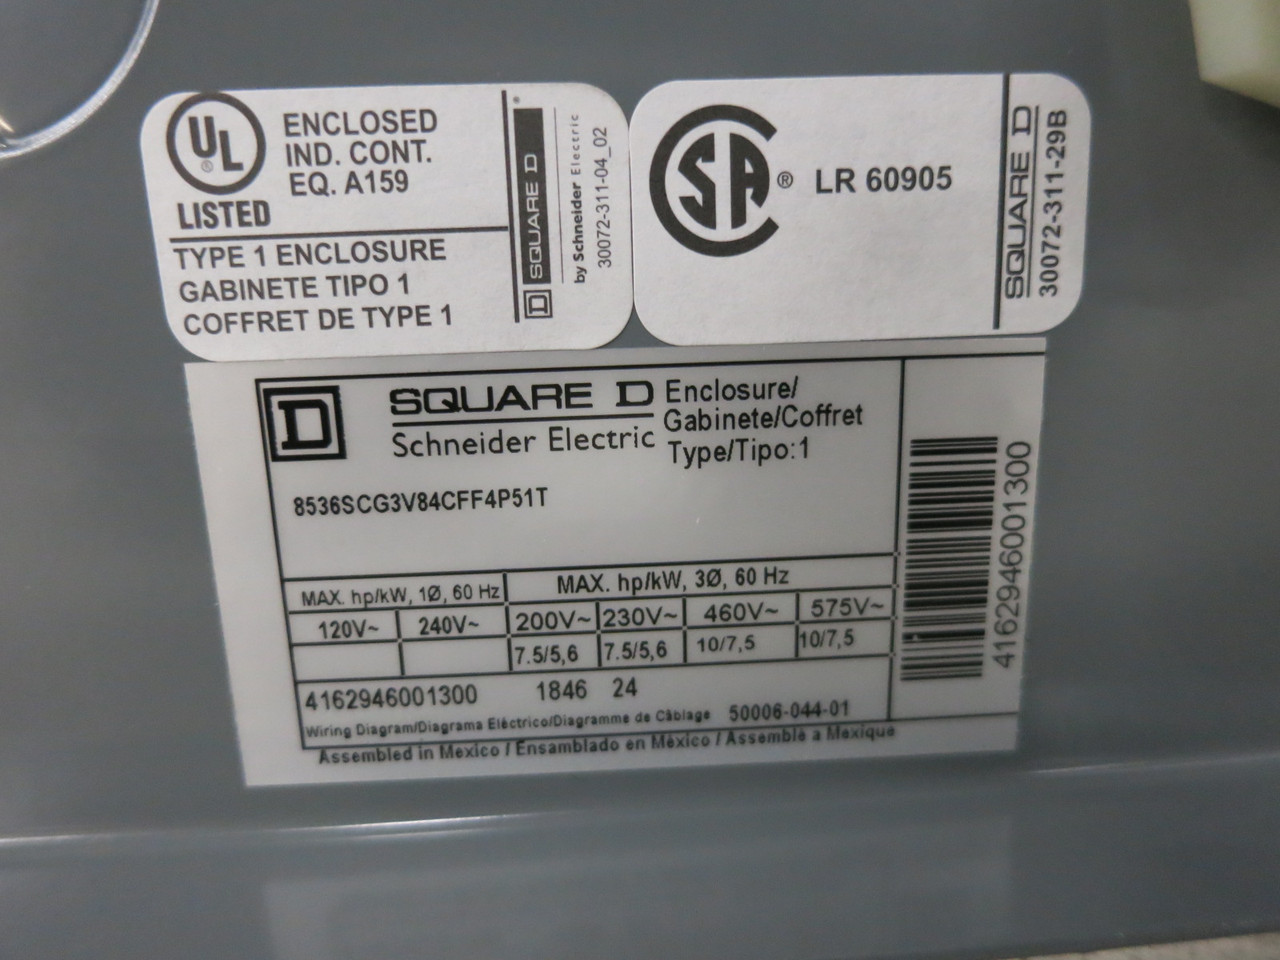 UL
®
LISTED
ENCLOSED
IND. CONT.
EQ. A159
TYPE 1 ENCLOSURE
GABINETE TIPO 1
COFFRET DE TYPE 1
D SQUARE D
by Schneider Electric
30072-311-04_02
SA ® LR 60905
SQUARE D
30072-311-29B
D
SQUARE D
Schneider Electric
Enclosure/
Gabinete/Coffret
Type/Tipo:1
8536SCG3V84CFF4P51T
MAX. hp/kW, 1Ø, 60 Hz MAX. hp/kW, 3Ø, 60 Hz
120V~ 240V~ 200V~ 230V~ 460V~ 575V~
7.5/5,6 7.5/5,6 10/7,5 10/7,5
4162946001300 1846 24
Wiring Diagram/Diagrama Eléctrico/Diagramme de Câblage 50006-044-01
Assembled in Mexico / Ensamblado en México / Assemblé a Mexique
4162946001300